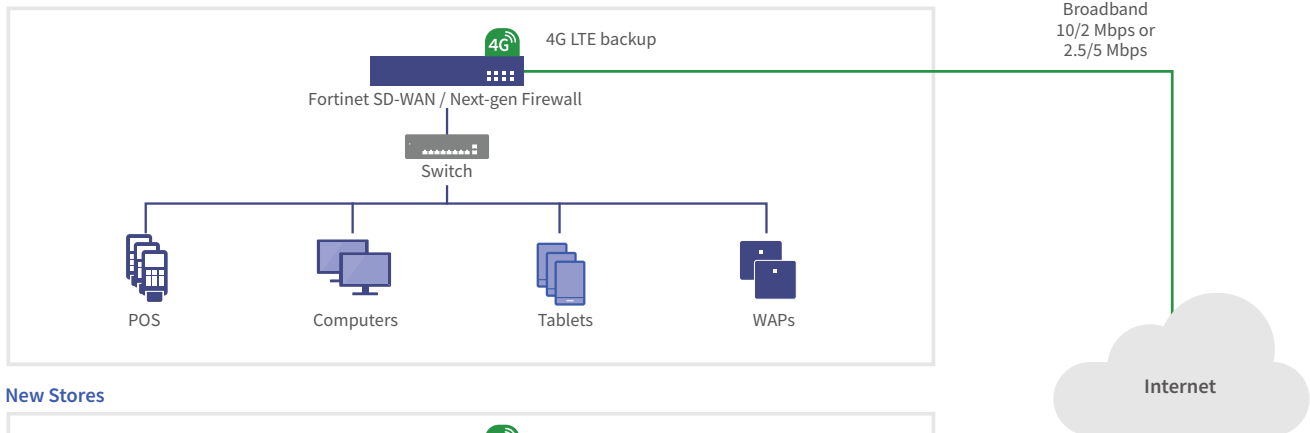 Broadband
10/2 Mbps or
2.5/5 Mbps
4G
4G LTE backup
Fortinet SD-WAN / Next-gen Firewall
Switch
POS
Computers
Tablets
WAPs
Internet
New Stores